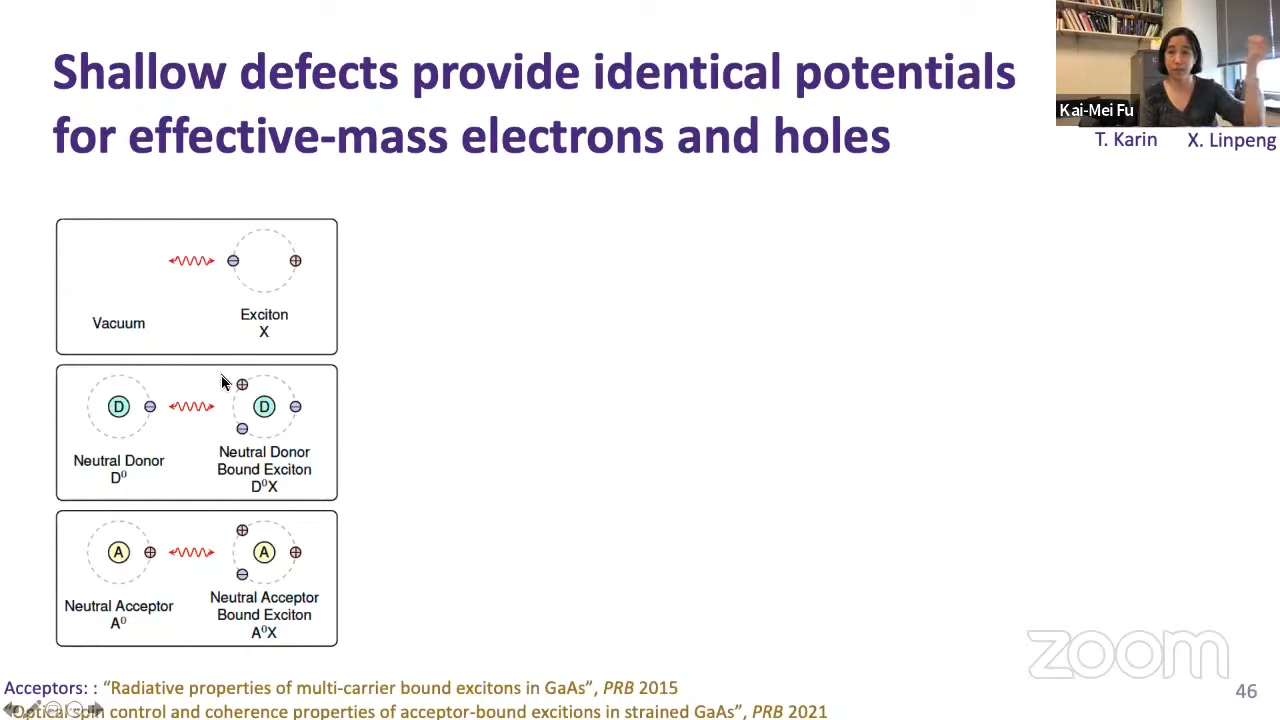 Shallow defects provide identical potentials
for effective-mass electrons and holes
Kai-Mei Fu
T. Karin X. Linpeng
Vacuum
Exciton
X
D
D
Neutral Donor
D⁰
Neutral Donor
Bound Exciton
D⁰X
A
A
Neutral Acceptor
A⁰
Neutral Acceptor
Bound Exciton
A⁰X
zoom
Acceptors: : “Radiative properties of multi-carrier bound excitons in GaAs”, PRB 2015
Optical spin control and coherence properties of acceptor-bound excitions in strained GaAs”, PRB 2021
46